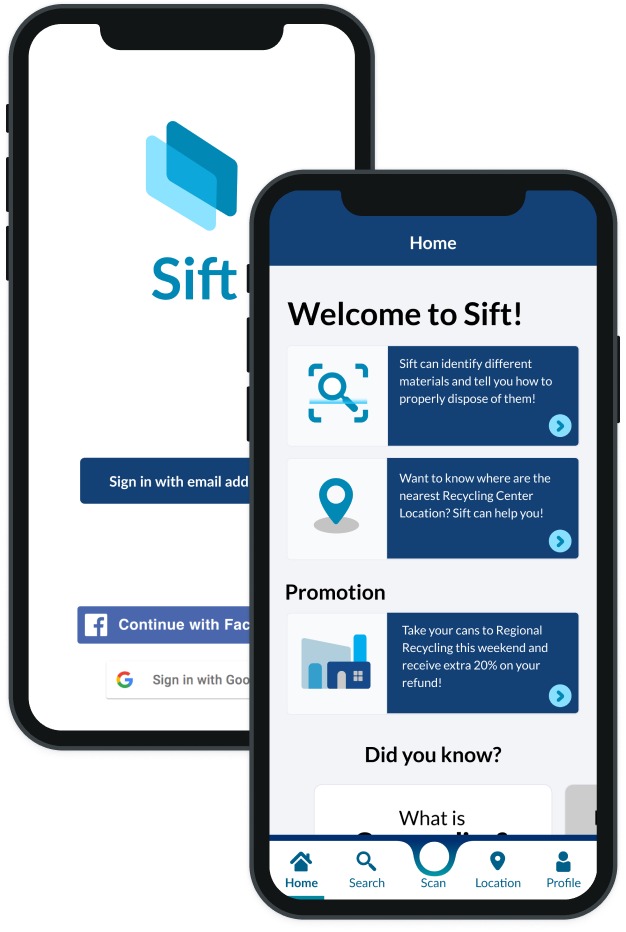 Sift
Sign in with email add
Continue with Fac
Sign in with Goo
Home
Welcome to Sift!
Sift can identify different
materials and tell you how to
properly dispose of them!
Want to know where are the
nearest Recycling Center
Location? Sift can help you!
Promotion
Take your cans to Regional
Recycling this weekend and
receive extra 20% on your
refund!
Did you know?
What is
Home
Search
Scan
Location
Profile